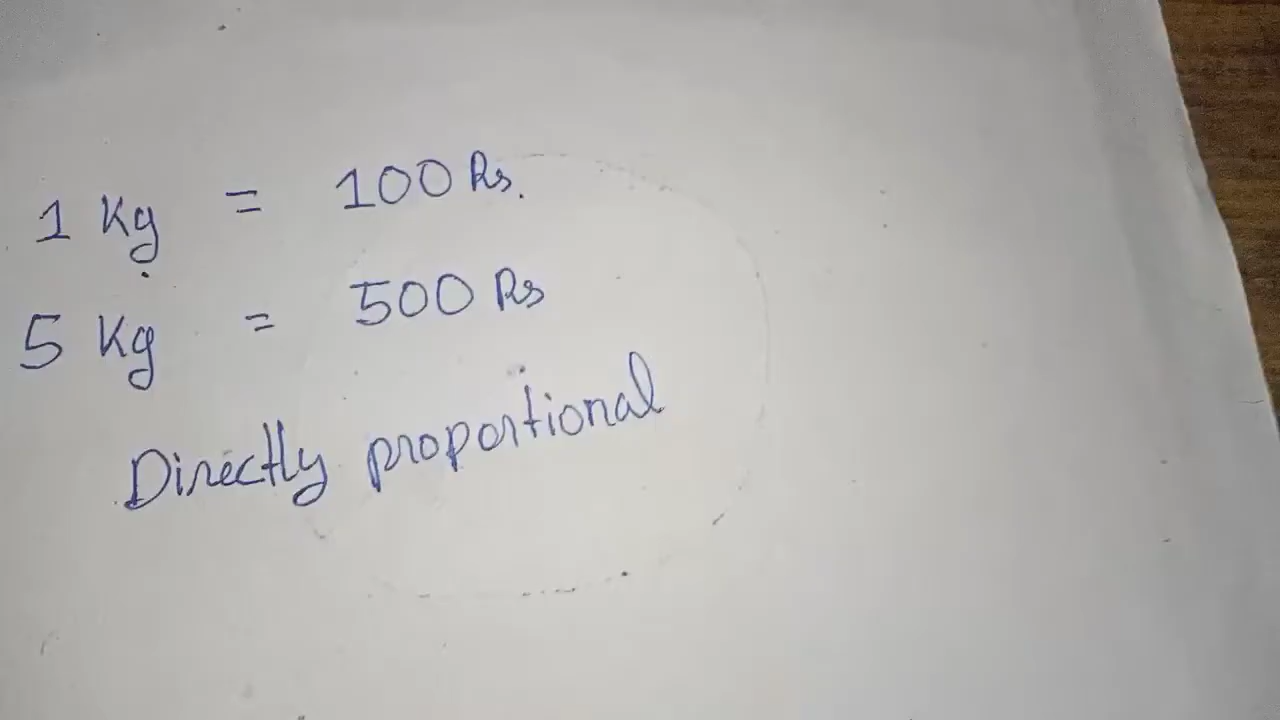 1 Kg = 100 Rs.
5 Kg = 500 Rs
Directly proportional